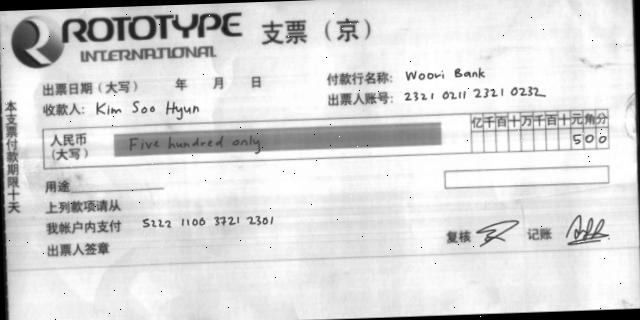 ROTOTYPE
INTERNATIONAL
支票（京）
出票日期（大写） 年 月 日
付款行名称： Woori Bank
收款人： Kim Soo Hyun
出票人账号： 2321 0211 2321 0232
本支票付款期限十天
人民币
（大写）
Five hundred only
亿千百十万千百十元角分
500
用途
上列款项请从
我帐户内支付 5222 1100 3721 2301
出票人签章
复核
记账